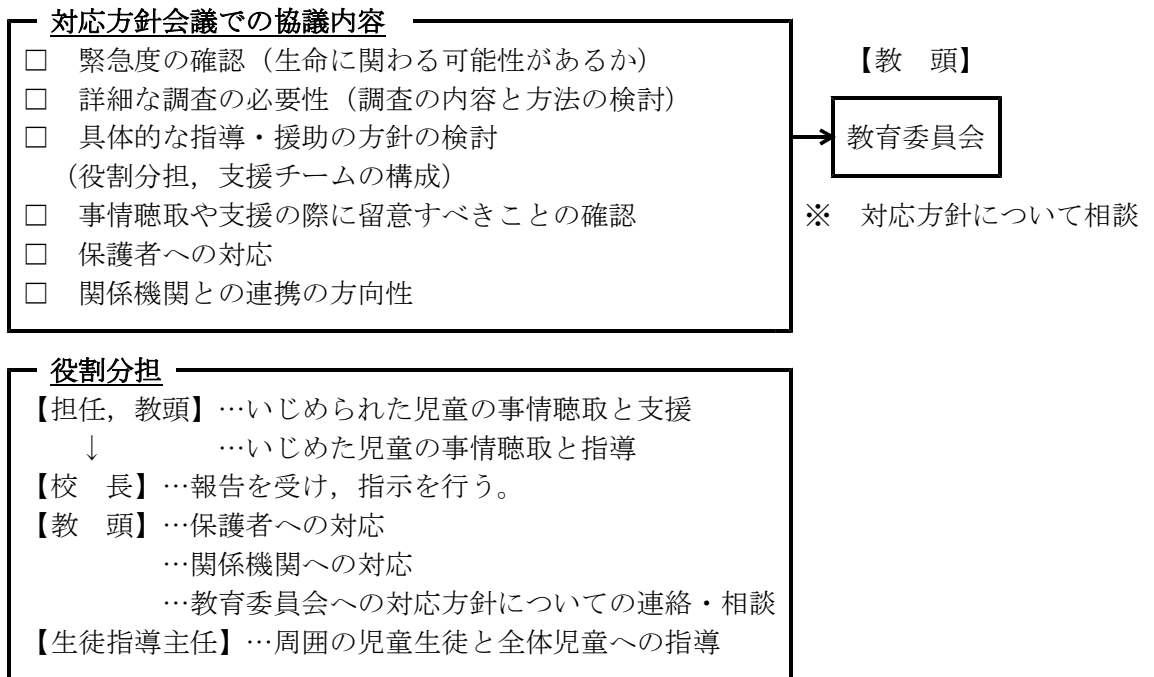 対応方針会議での協議内容
□ 緊急度の確認（生命に関わる可能性があるか）
□ 詳細な調査の必要性（調査の内容と方法の検討）
□ 具体的な指導・援助の方針の検討
（役割分担，支援チームの構成）
□ 事情聴取や支援の際に留意すべきことの確認
□ 保護者への対応
□ 関係機関との連携の方向性
【教　頭】
教育委員会
※　対応方針について相談
役割分担
【担任，教頭】…いじめられた児童の事情聴取と支援
↓　…いじめた児童の事情聴取と指導
【校　長】…報告を受け，指示を行う。
【教　頭】…保護者への対応
…関係機関への対応
…教育委員会への対応方針についての連絡・相談
【生徒指導主任】…周囲の児童生徒と全体児童への指導